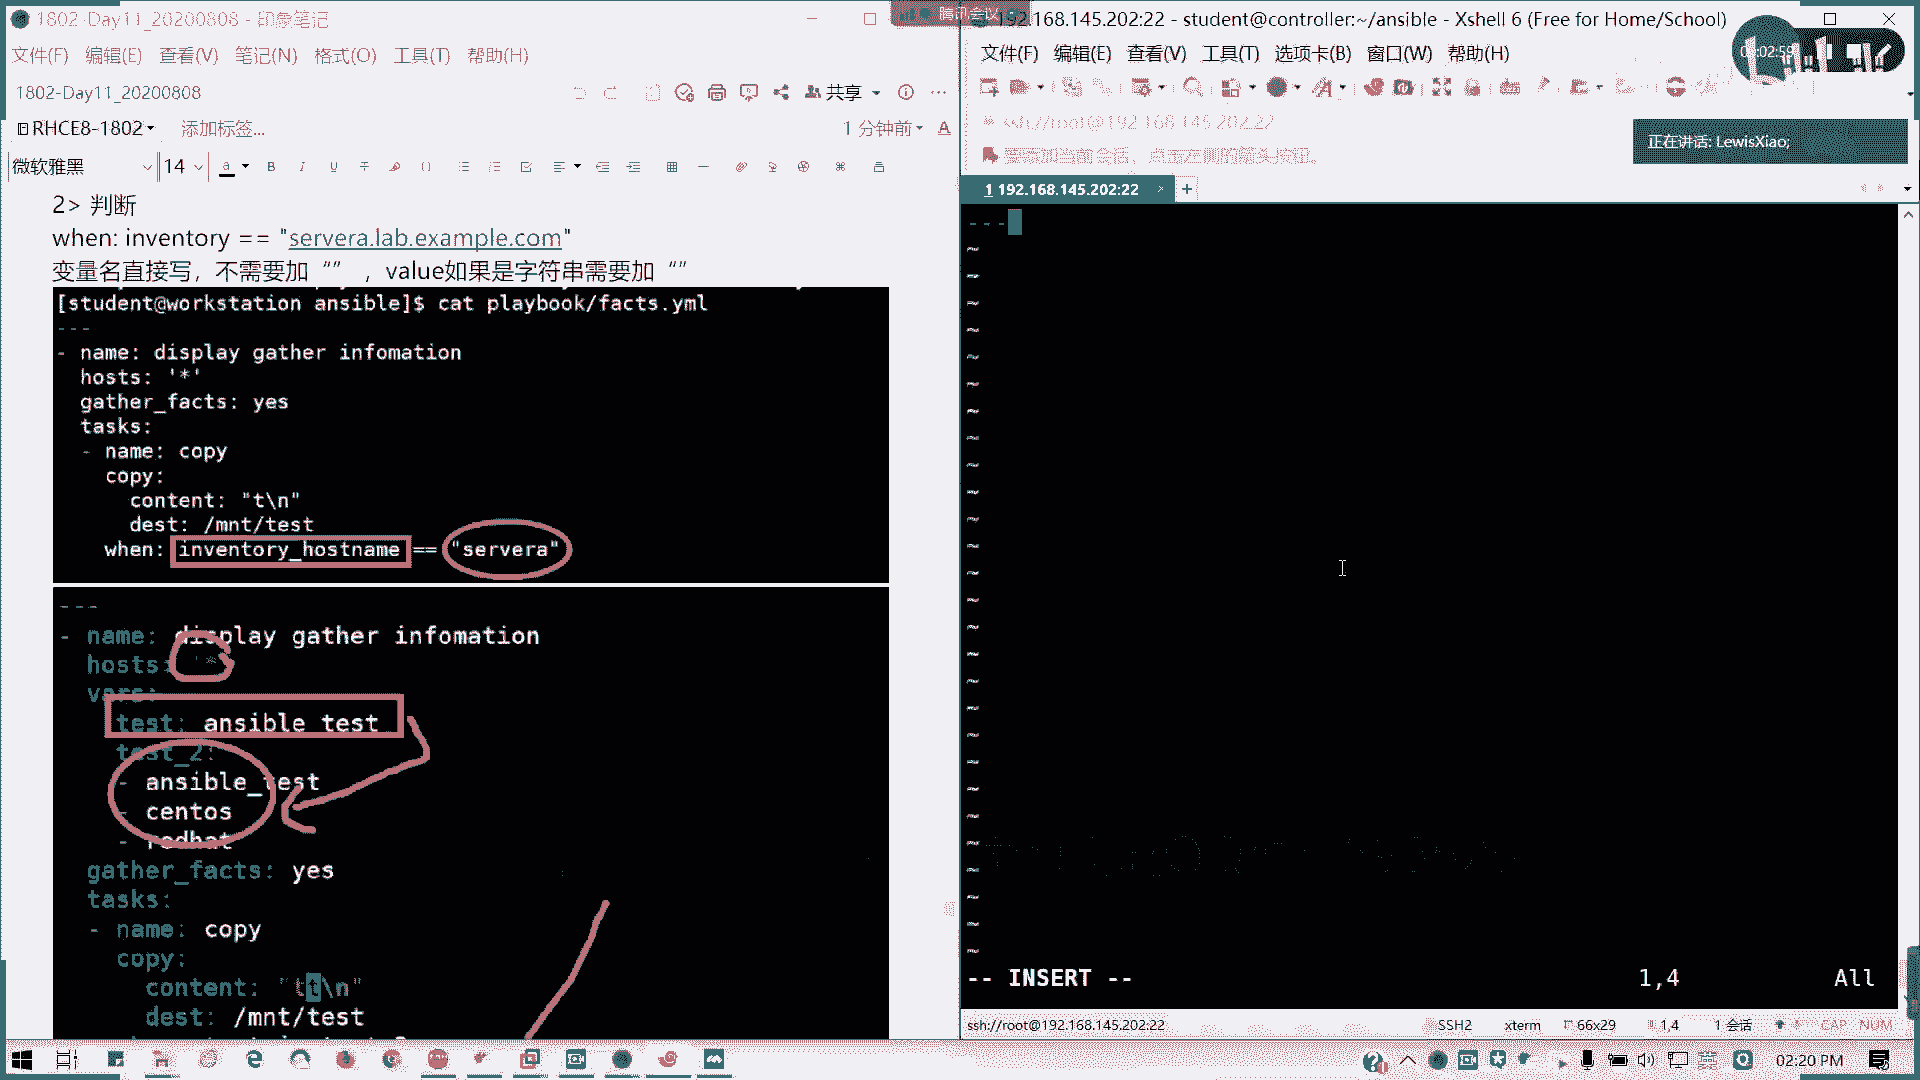 1802-Day11_20200808 - 印象笔记
文件(F) 编辑(E) 查看(V) 笔记(N) 格式(O) 工具(T) 帮助(H)
1802-Day11_20200808
共享
RHCE8-1802
添加标签...
1 分钟前
微软雅黑
14
2> 判断
when: inventory == "servera.lab.example.com"
变量名直接写，不需要加 “” ，value如果是字符串需要加 “”
[student@workstation ansible]$ cat playbook/facts.yml
---
- name: display gather infomation
hosts: '*'
gather_facts: yes
tasks:
- name: copy
copy:
content: "t\n"
dest: /mnt/test
when: inventory_hostname == "servera"
---
- name: display gather infomation
hosts: '*'
vars:
test: ansible test
test_2:
- ansible_test
- centos
- redhat
gather_facts: yes
tasks:
- name: copy
copy:
content: "tt\n"
dest: /mnt/test
腾讯会议
192.168.145.202:22 - student@controller:~/ansible - Xshell 6 (Free for Home/School)
文件(F) 编辑(E) 查看(V) 工具(T) 选项卡(B) 窗口(W) 帮助(H)
00:02:59
ssh://root@192.168.145.202:22
要添加当前会话，点击左侧的箭头按钮。
正在讲话: LewisXiao;
1 192.168.145.202:22
---
-- INSERT --
1,4
All
ssh://root@192.168.145.202:22
SSH2
xterm
66x29
1,4
1 会话
CAP
NUM
英
02:20 PM